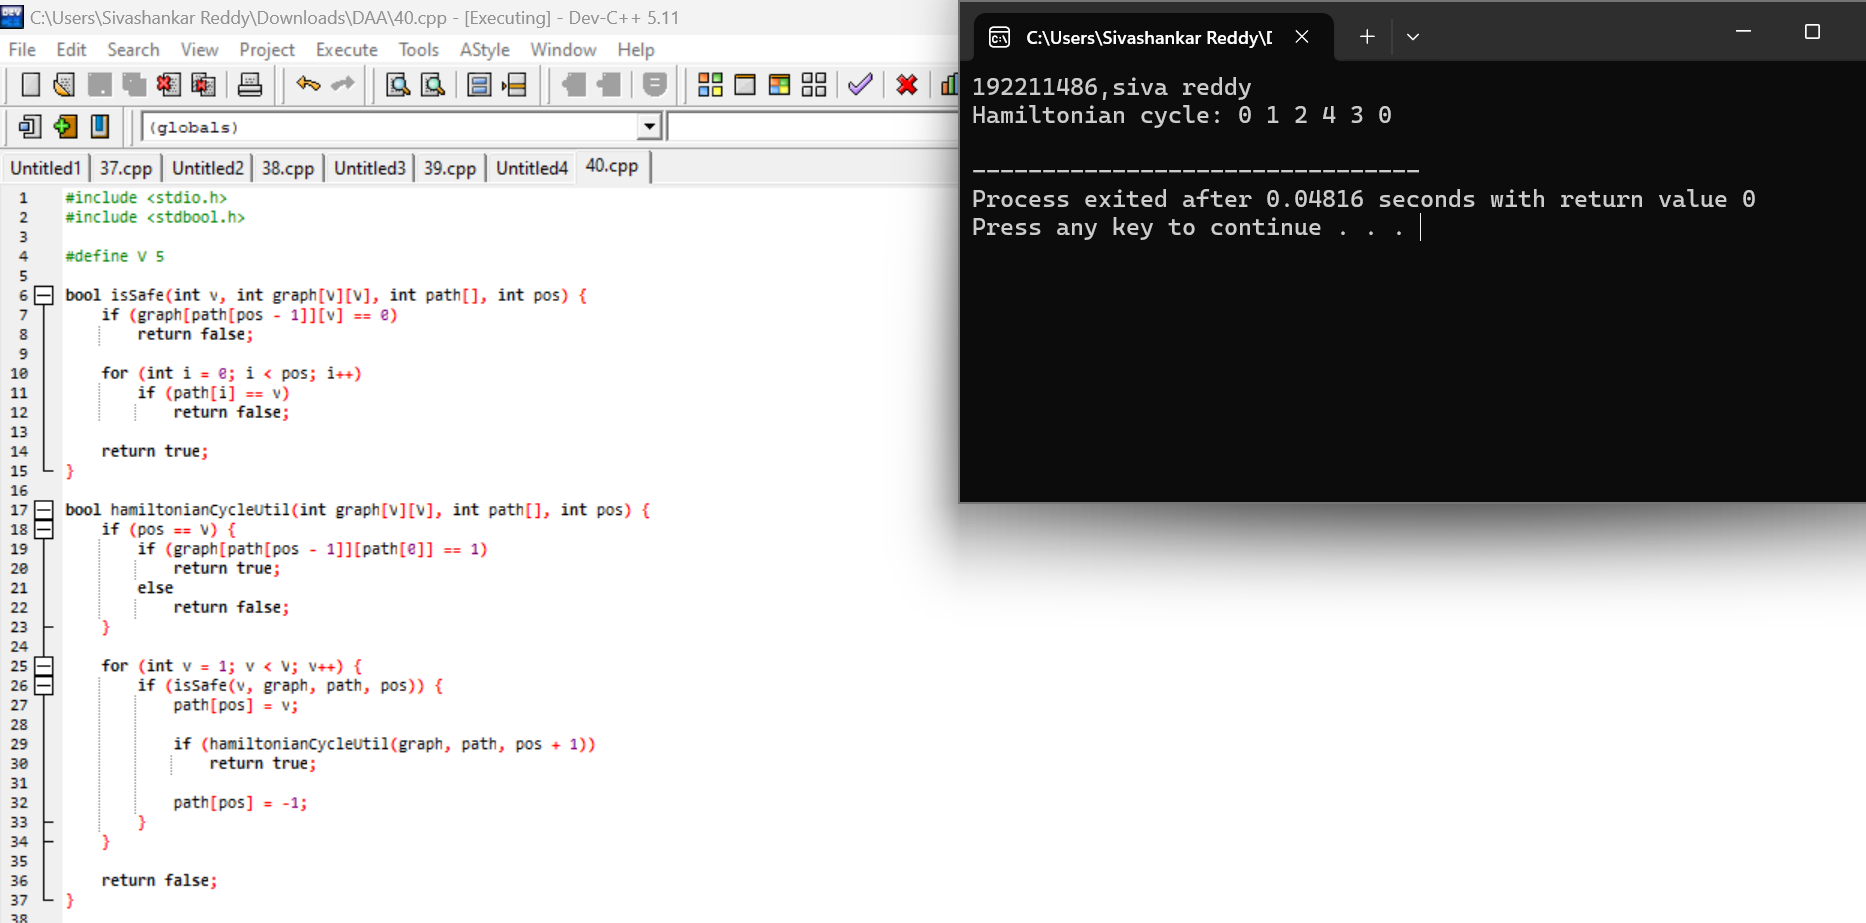 C:\Users\Sivashankar Reddy\Downloads\DAA\40.cpp - [Executing] - Dev-C++ 5.11
File Edit Search View Project Execute Tools AStyle Window Help
(globals)
Untitled1 37.cpp Untitled2 38.cpp Untitled3 39.cpp Untitled4 40.cpp
1 #include <stdio.h>
2 #include <stdbool.h>
3
4 #define V 5
5
6 bool isSafe(int v, int graph[V][V], int path[], int pos) {
7 if (graph[path[pos - 1]][v] == 0)
8 return false;
9
10 for (int i = 0; i < pos; i++)
11 if (path[i] == v)
12 return false;
13
14 return true;
15 }
16
17 bool hamiltonianCycleUtil(int graph[V][V], int path[], int pos) {
18 if (pos == V) {
19 if (graph[path[pos - 1]][path[0]] == 1)
20 return true;
21 else
22 return false;
23 }
24
25 for (int v = 1; v < V; v++) {
26 if (isSafe(v, graph, path, pos)) {
27 path[pos] = v;
28
29 if (hamiltonianCycleUtil(graph, path, pos + 1))
30 return true;
31
32 path[pos] = -1;
33 }
34 }
35
36 return false;
37 }
38
C:\Users\Sivashankar Reddy\D
192211486,siva reddy
Hamiltonian cycle: 0 1 2 4 3 0
--------------------------------
Process exited after 0.04816 seconds with return value 0
Press any key to continue . . .